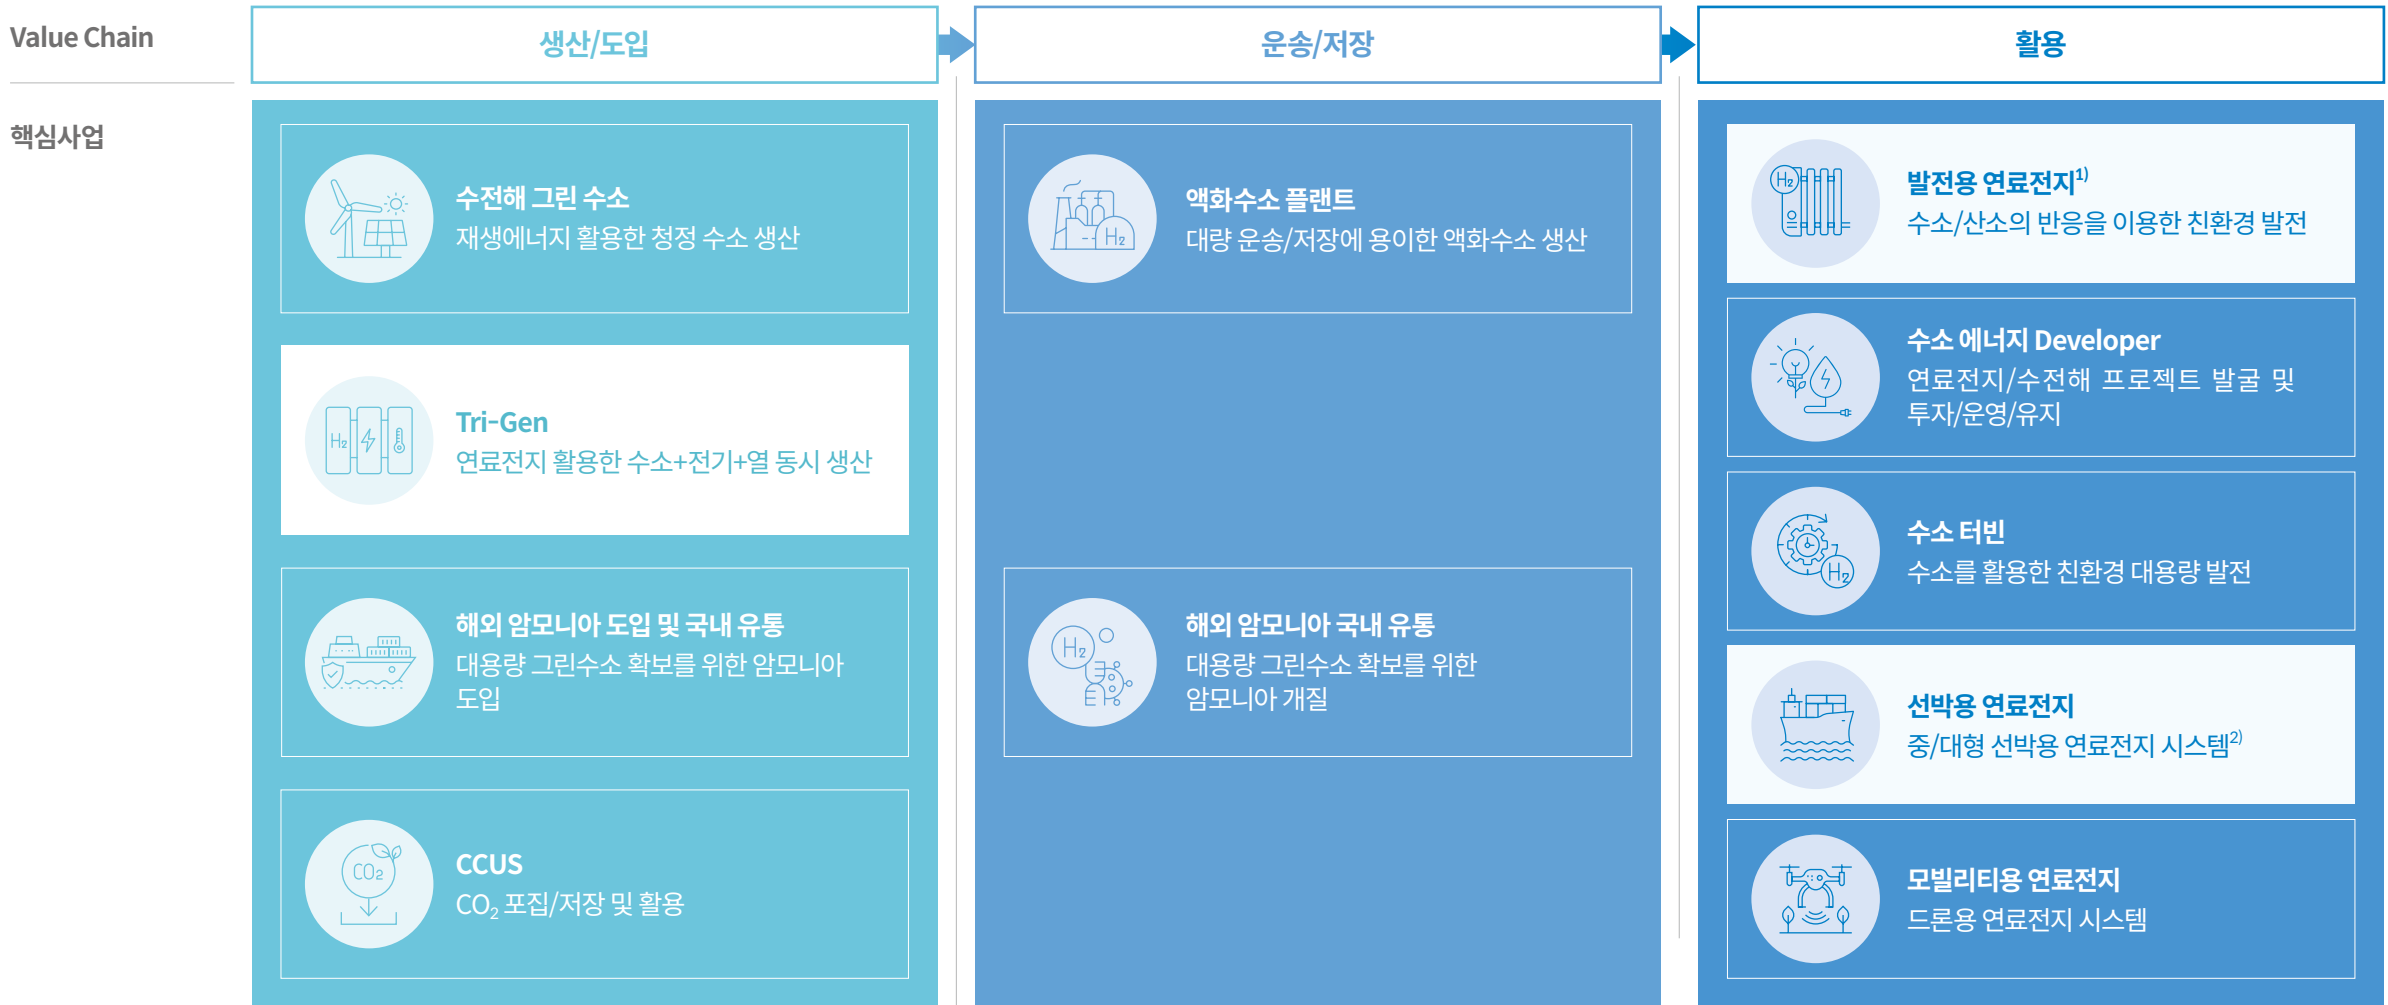 Value Chain
생산/도입
운송/저장
활용
핵심사업
수전해 그린 수소
재생에너지 활용한 청정 수소 생산
H2
Tri-Gen
연료전지 활용한 수소+전기+열 동시 생산
해외 암모니아 도입 및 국내 유통
대용량 그린수소 확보를 위한 암모니아
도입
CO2
CCUS
CO₂ 포집/저장 및 활용
H2
액화수소 플랜트
대량 운송/저장에 용이한 액화수소 생산
H2
해외 암모니아 국내 유통
대용량 그린수소 확보를 위한
암모니아 개질
H2
발전용 연료전지¹⁾
수소/산소의 반응을 이용한 친환경 발전
수소 에너지 Developer
연료전지/수전해 프로젝트 발굴 및
투자/운영/유지
H2
수소 터빈
수소를 활용한 친환경 대용량 발전
선박용 연료전지
중/대형 선박용 연료전지 시스템²⁾
모빌리티용 연료전지
드론용 연료전지 시스템